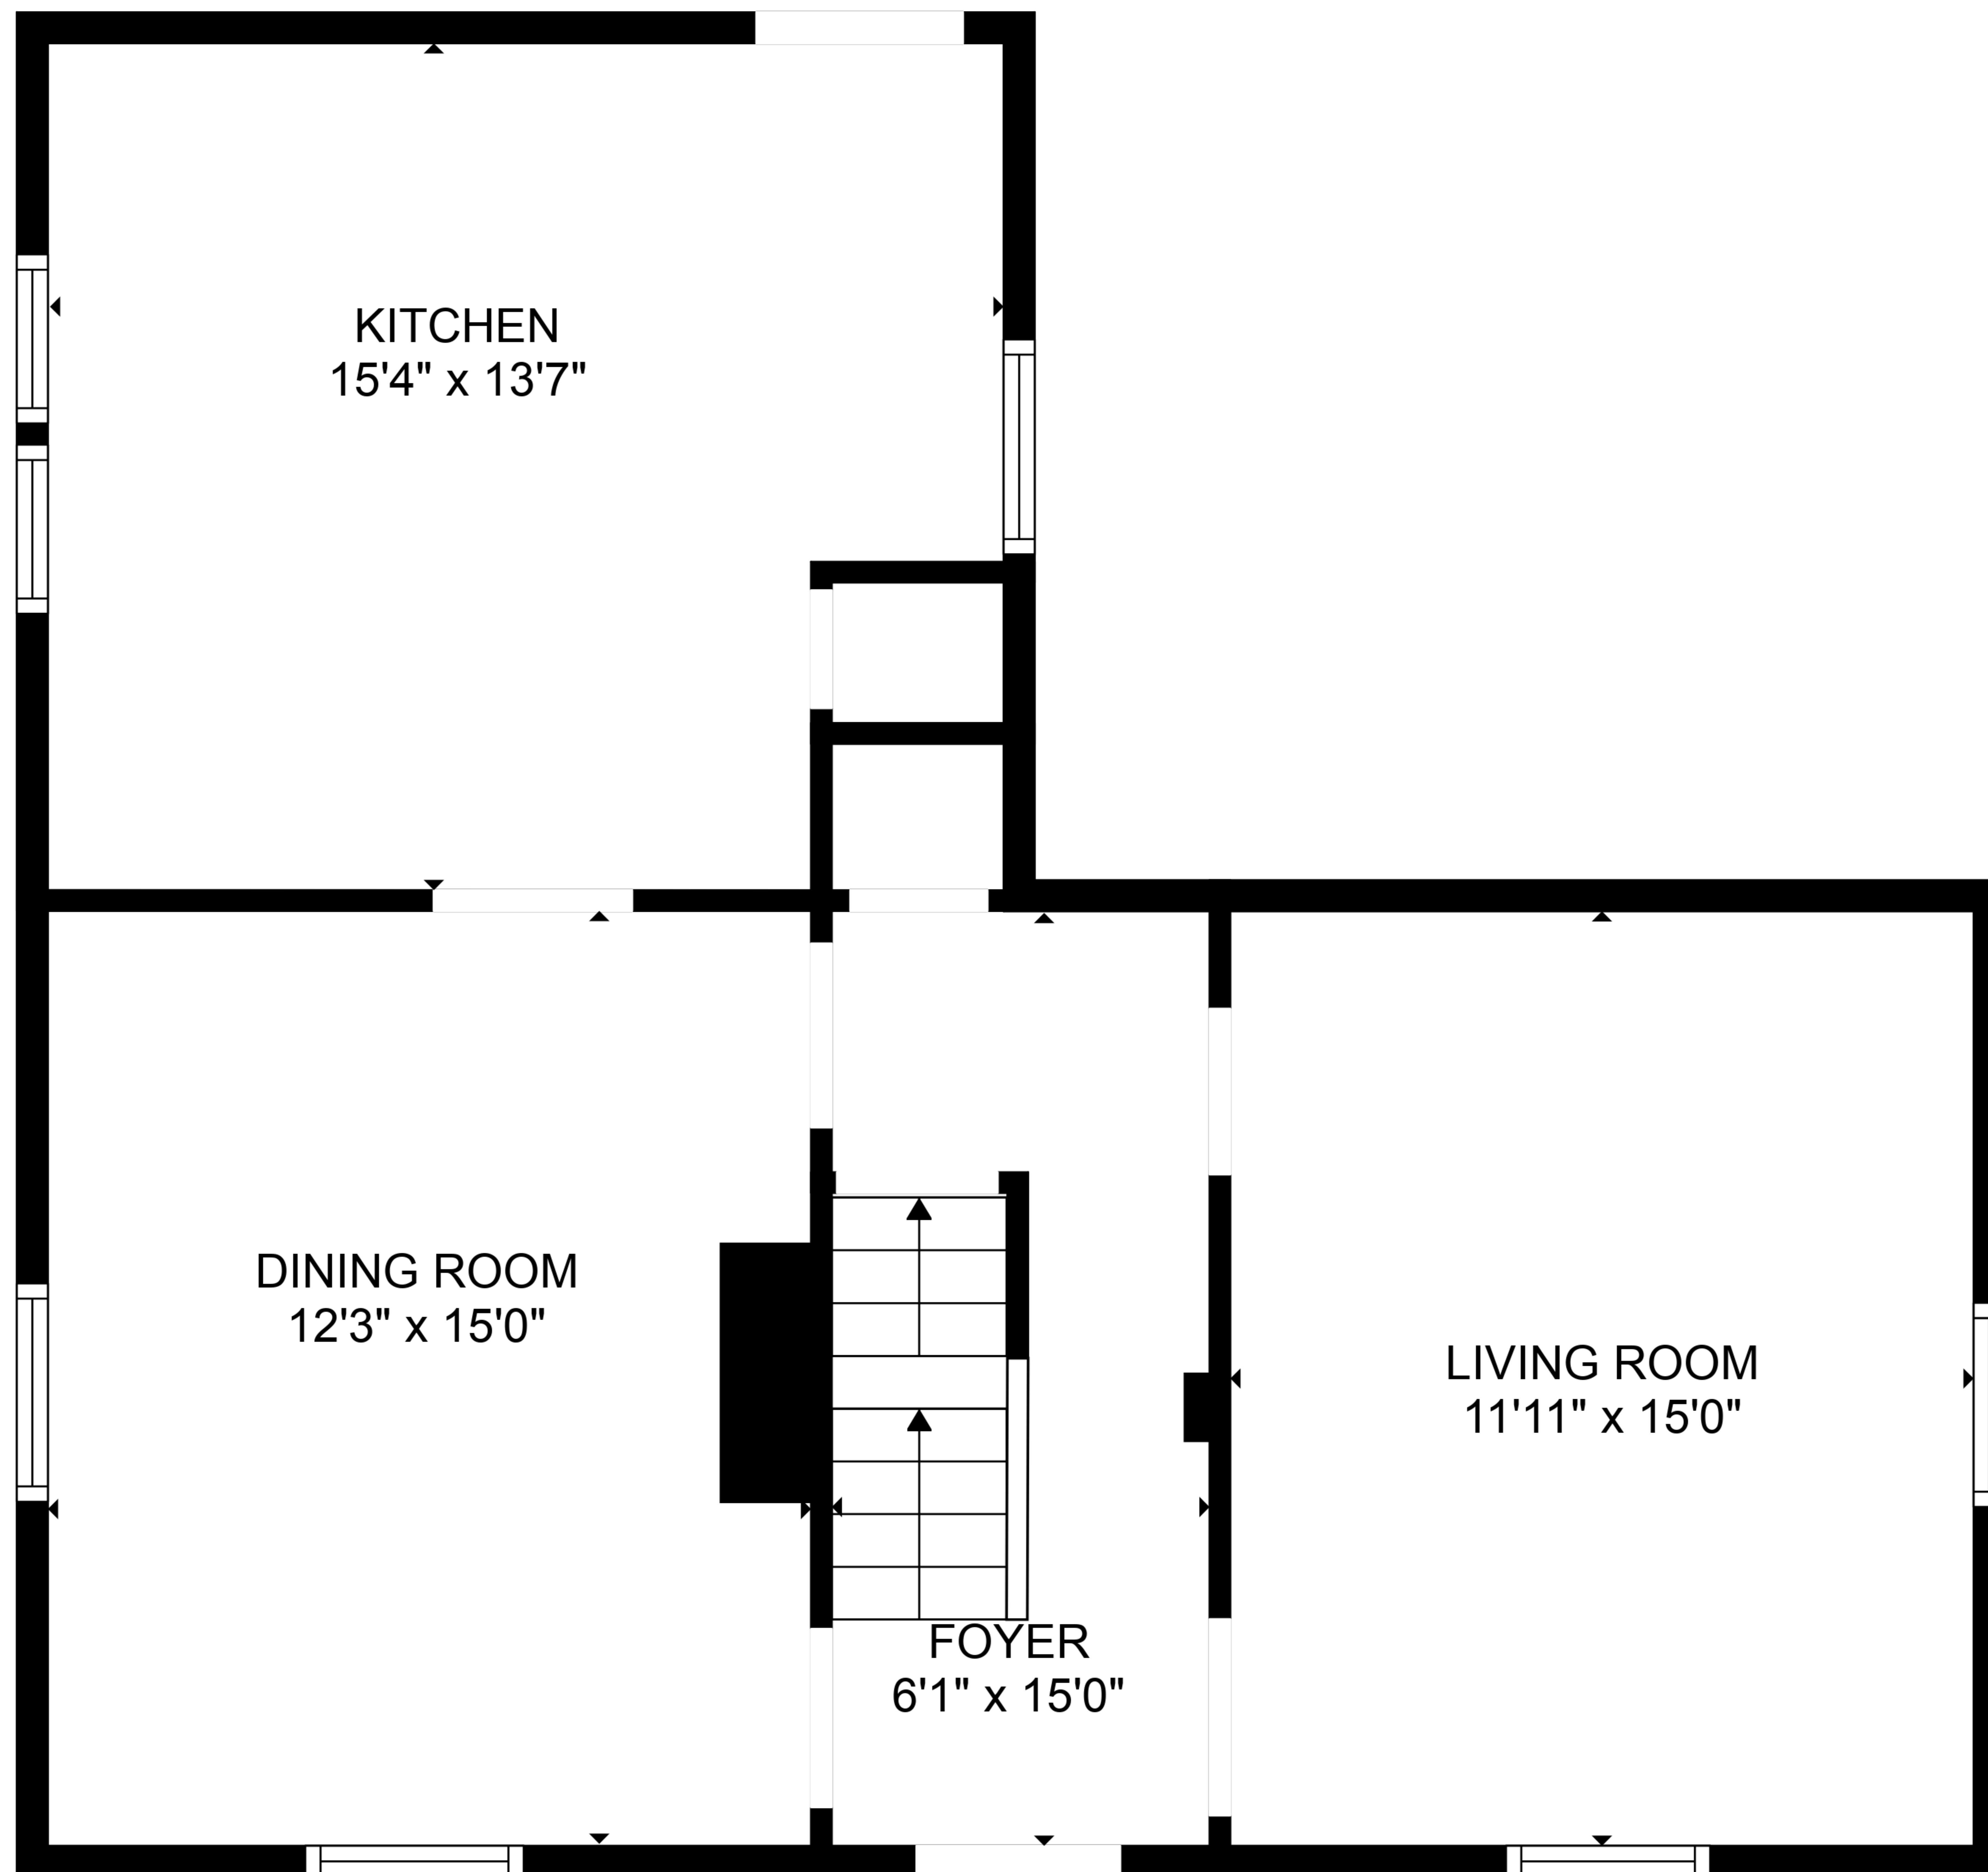 KITCHEN
15'4" x 13'7"
DINING ROOM
12'3" x 15'0"
LIVING ROOM
11'11" x 15'0"
FOYER
6'1" x 15'0"